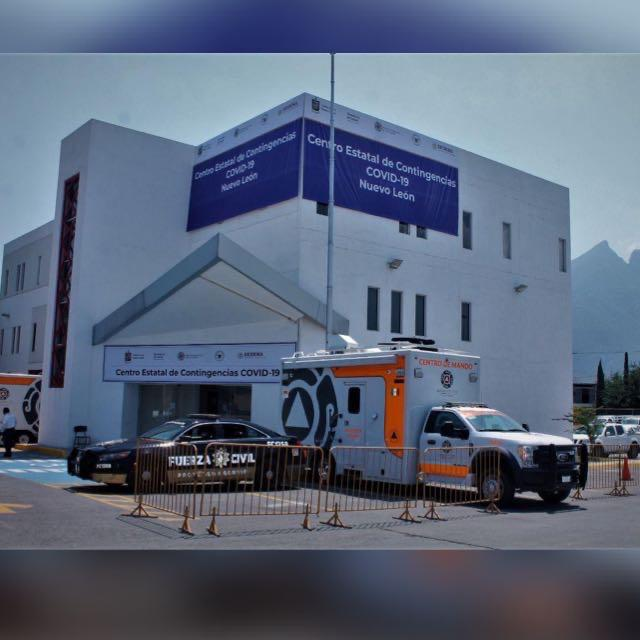 Centro Estatal de Contingencias
COVID-19
Nuevo León
Centro Estatal de Contingencias
COVID-19
Nuevo León
Centro Estatal de Contingencias COVID-19
CENTRO DE MANDO
FUERZA CIVIL